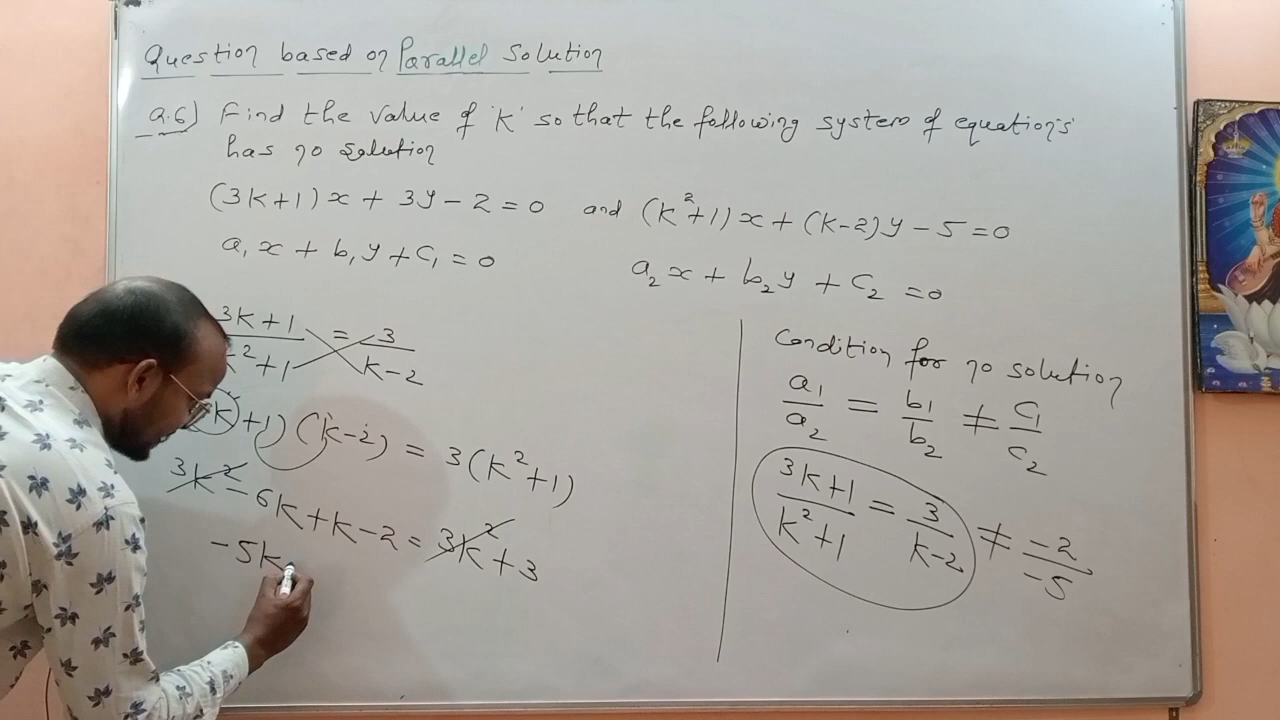 Question based on Parallel Solution
Q.6) Find the value of 'K' so that the following system of equation's
has no solution
(3K+1)x + 3y - 2 = 0 and (K²+1)x + (K-2)y - 5 = 0
a₁x + b₁y + c₁ = 0
a₂x + b₂y + c₂ = 0
3K+1 = 3
²+1 K-2
K+1)(K-2) = 3(K²+1)
3K² - 6K + K - 2 = 3K² + 3
-5K
Condition for no solution
a₁/a₂ = b₁/b₂ ≠ c₁/c₂
3K+1/K²+1 = 3/K-2 ≠ -2/-5